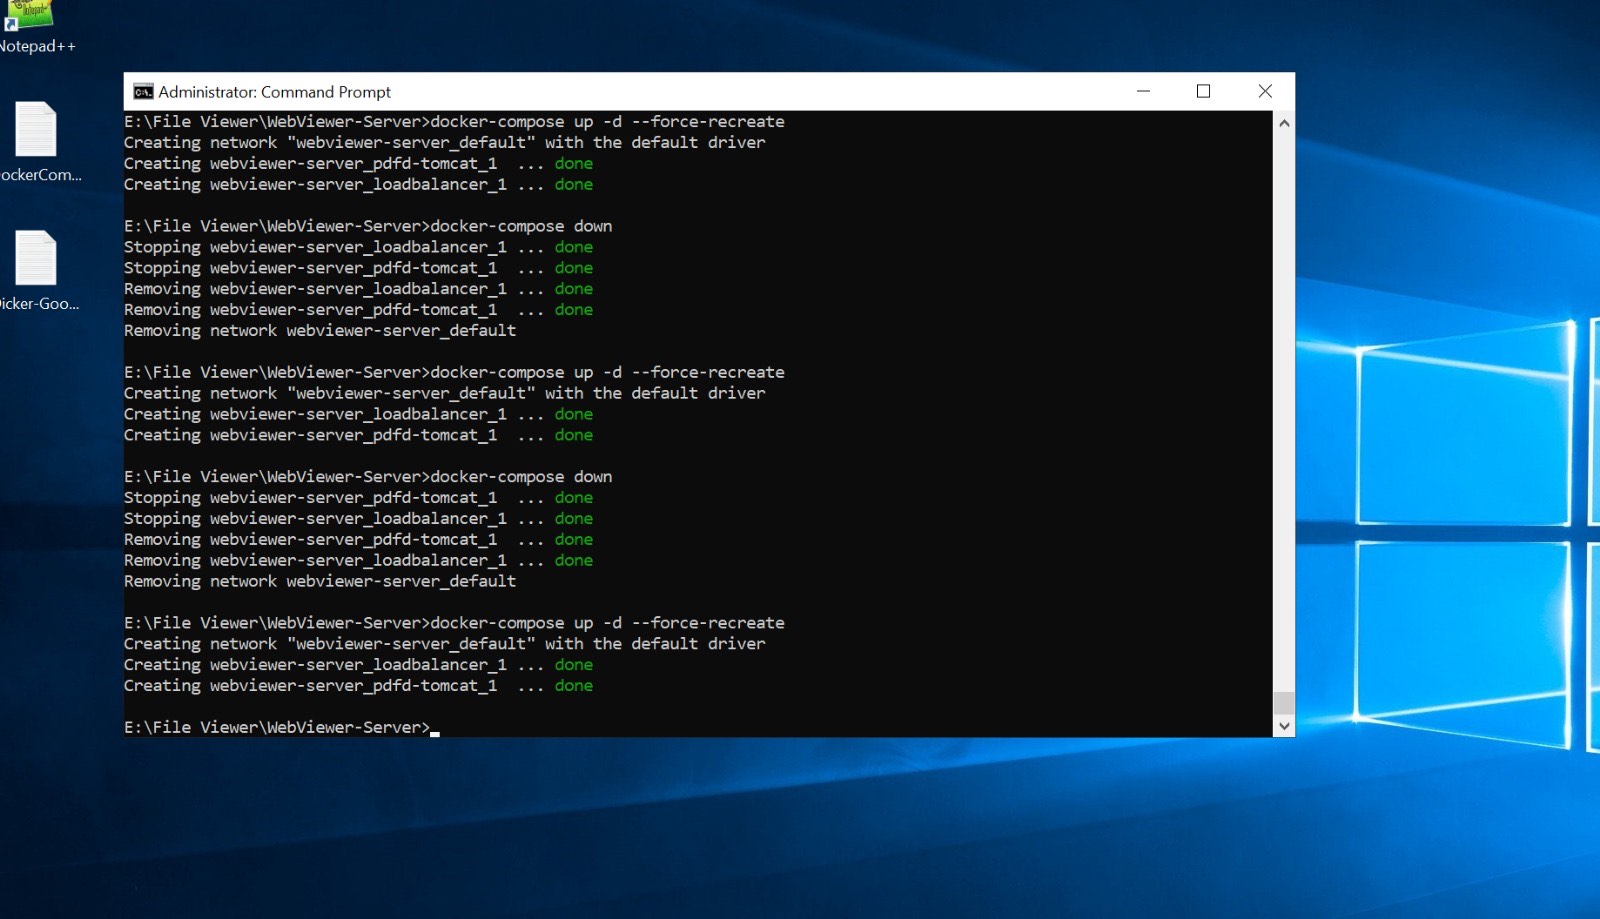 Notepad++
ockerCom...
icker-Goo...
Administrator: Command Prompt
E:\File Viewer\WebViewer-Server>docker-compose up -d --force-recreate
Creating network "webviewer-server_default" with the default driver
Creating webviewer-server_pdfd-tomcat_1  ... done
Creating webviewer-server_loadbalancer_1 ... done
E:\File Viewer\WebViewer-Server>docker-compose down
Stopping webviewer-server_loadbalancer_1 ... done
Stopping webviewer-server_pdfd-tomcat_1  ... done
Removing webviewer-server_loadbalancer_1 ... done
Removing webviewer-server_pdfd-tomcat_1  ... done
Removing network webviewer-server_default
E:\File Viewer\WebViewer-Server>docker-compose up -d --force-recreate
Creating network "webviewer-server_default" with the default driver
Creating webviewer-server_loadbalancer_1 ... done
Creating webviewer-server_pdfd-tomcat_1  ... done
E:\File Viewer\WebViewer-Server>docker-compose down
Stopping webviewer-server_pdfd-tomcat_1  ... done
Stopping webviewer-server_loadbalancer_1 ... done
Removing webviewer-server_pdfd-tomcat_1  ... done
Removing webviewer-server_loadbalancer_1 ... done
Removing network webviewer-server_default
E:\File Viewer\WebViewer-Server>docker-compose up -d --force-recreate
Creating network "webviewer-server_default" with the default driver
Creating webviewer-server_loadbalancer_1 ... done
Creating webviewer-server_pdfd-tomcat_1  ... done
E:\File Viewer\WebViewer-Server>